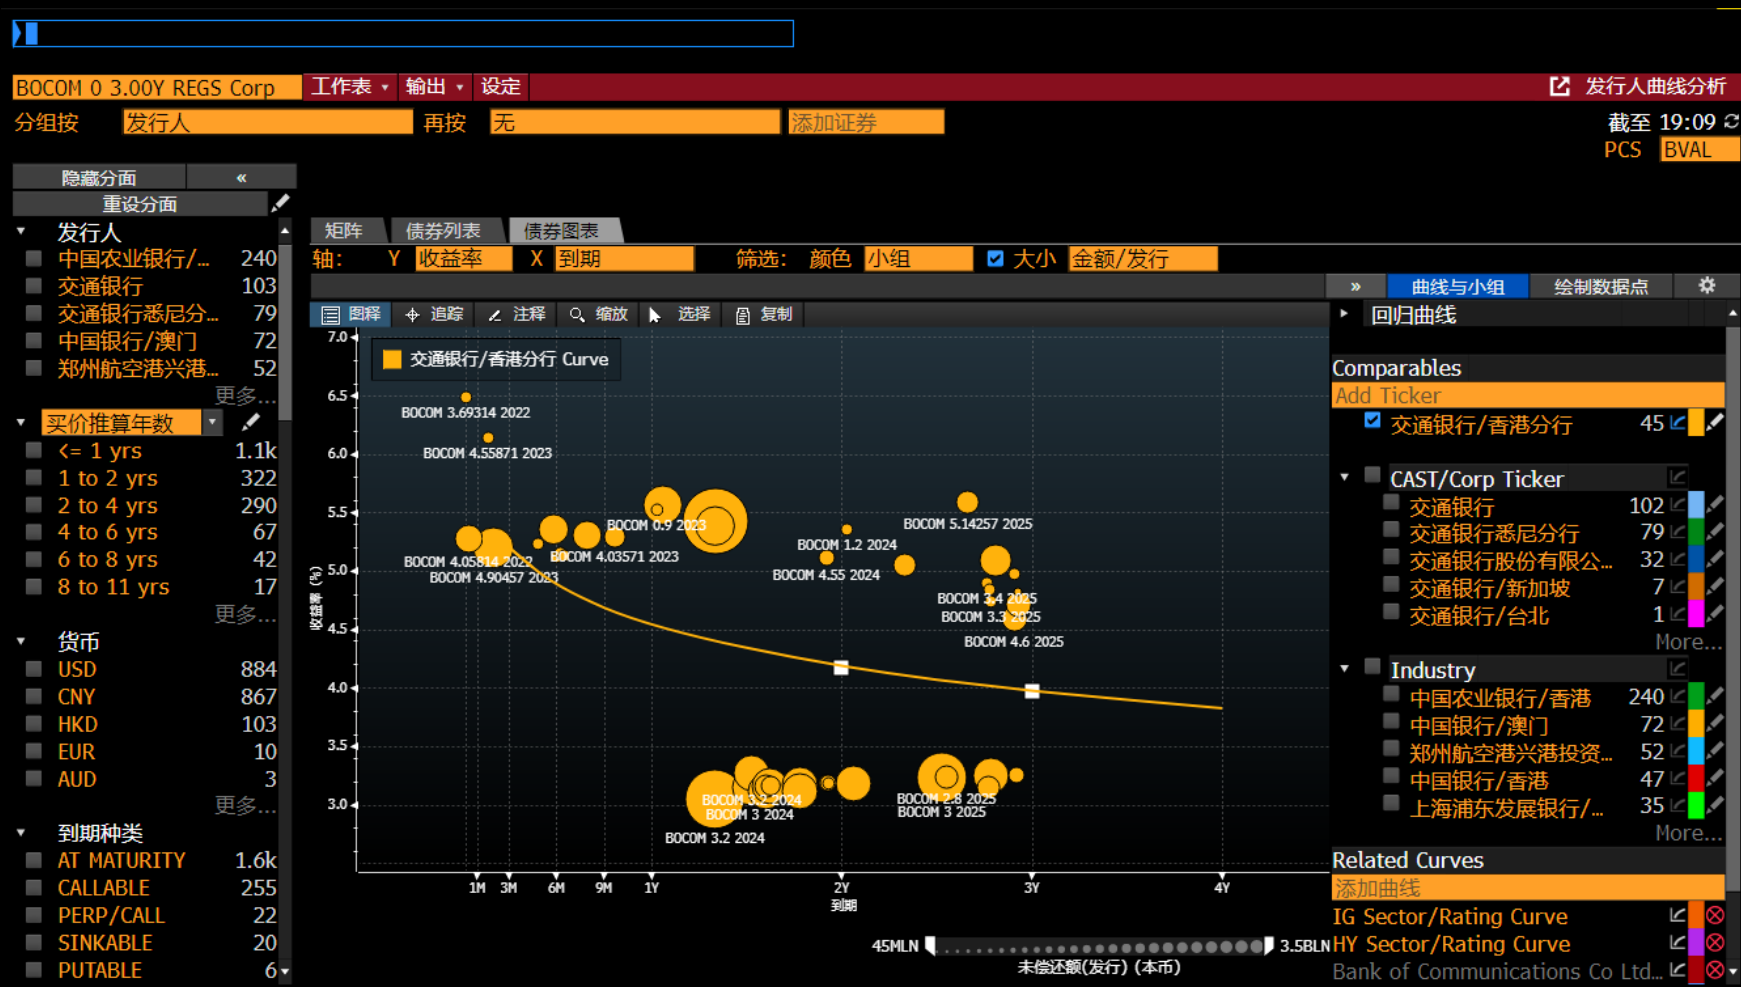 BOCOM 0 3.00Y REGS Corp 工作表 输出 设定 发行人曲线分析
分组按 发行人 再按 无 添加证券 截至 19:09
PCS BVAL
隐藏分面 «
重设分面
发行人
中国农业银行/... 240
交通银行 103
交通银行悉尼分... 79
中国银行/澳门 72
郑州航空港兴港... 52
更多...
买价推算年数
<= 1 yrs 1.1k
1 to 2 yrs 322
2 to 4 yrs 290
4 to 6 yrs 67
6 to 8 yrs 42
8 to 11 yrs 17
更多...
货币
USD 884
CNY 867
HKD 103
EUR 10
AUD 3
更多...
到期种类
AT MATURITY 1.6k
CALLABLE 255
PERP/CALL 22
SINKABLE 20
PUTABLE 6
矩阵 债券列表 债券图表
轴: Y 收益率 X 到期 筛选: 颜色 小组 大小 金额/发行
» 曲线与小组 绘制数据点
图释 追踪 注释 缩放 选择 复制
交通银行/香港分行 Curve
7.0
6.5
6.0
5.5
5.0
4.5
4.0
3.5
3.0
收益率 (%)
BOCOM 3.69314 2022
BOCOM 4.55871 2023
BOCOM 0.9 2023
BOCOM 5.14257 2025
BOCOM 1.2 2024
BOCOM 4.05814 2022
BOCOM 4.03571 2023
BOCOM 4.90457 2023
BOCOM 4.55 2024
BOCOM 3.4 2025
BOCOM 3.3 2025
BOCOM 4.6 2025
BOCOM 3.2 2024
BOCOM 2.8 2025
BOCOM 3 2024
BOCOM 3 2025
BOCOM 3.2 2024
1M 3M 6M 9M 1Y 2Y 3Y 4Y
到期
45MLN 3.5BLN
未偿还额(发行) (本币)
回归曲线
Comparables
Add Ticker
交通银行/香港分行 45
CAST/Corp Ticker
交通银行 102
交通银行悉尼分行 79
交通银行股份有限公... 32
交通银行/新加坡 7
交通银行/台北 1
More...
Industry
中国农业银行/香港 240
中国银行/澳门 72
郑州航空港兴港投资... 52
中国银行/香港 47
上海浦东发展银行/... 35
More...
Related Curves
添加曲线
IG Sector/Rating Curve
HY Sector/Rating Curve
Bank of Communications Co Ltd...